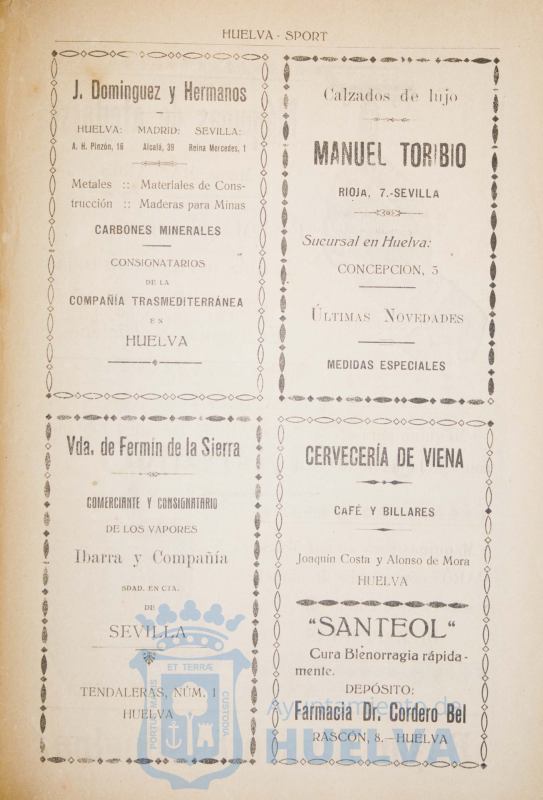 HUELVA - SPORT
J. Dominguez y Hermanos
HUELVA: MADRID: SEVILLA:
A. H. Pinzón, 16 Alcalá, 39 Reina Mercedes, 1
Metales :: Materiales de Cons-
trucción :: Maderas para Minas
CARBONES MINERALES
CONSIGNATARIOS
DE LA
COMPAÑÍA TRASMEDITERRÁNEA
EN
HUELVA
Calzados de lujo
MANUEL TORIBIO
RIOJA, 7.-SEVILLA
Sucursal en Huelva:
CONCEPCION, 5
ÚLTIMAS NOVEDADES
MEDIDAS ESPECIALES
Vda. de Fermín de la Sierra
COMERCIANTE Y CONSIGNATARIO
DE LOS VAPORES
Ibarra y Compañía
SDAD. EN CTA.
DE
SEVILLA
TENDALERAS, NÚM. 1
HUELVA
CERVECERÍA DE VIENA
CAFÉ Y BILLARES
Joaquín Costa y Alonso de Mora
HUELVA
"SANTEOL"
Cura Blenorragia rápida-
mente.
DEPÓSITO:
Farmacia Dr. Cordero Bel
RASCÓN, 8.-HUELVA
PORTUS MARIS ET TERRÆ CUSTODIA
Ayuntamiento de
HUELVA